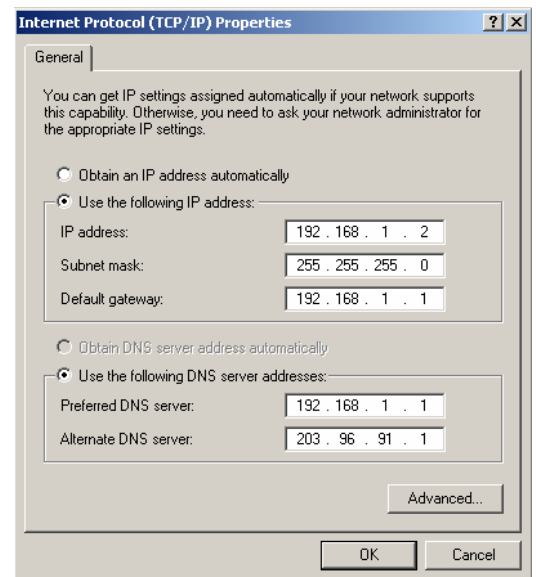 Internet Protocol (TCP/IP) Properties
General
You can get IP settings assigned automatically if your network supports
this capability. Otherwise, you need to ask your network administrator for
the appropriate IP settings.
Obtain an IP address automatically
Use the following IP address:
IP address: 192 . 168 . 1 . 2
Subnet mask: 255 . 255 . 255 . 0
Default gateway: 192 . 168 . 1 . 1
Obtain DNS server address automatically
Use the following DNS server addresses:
Preferred DNS server: 192 . 168 . 1 . 1
Alternate DNS server: 203 . 96 . 91 . 1
Advanced...
OK Cancel